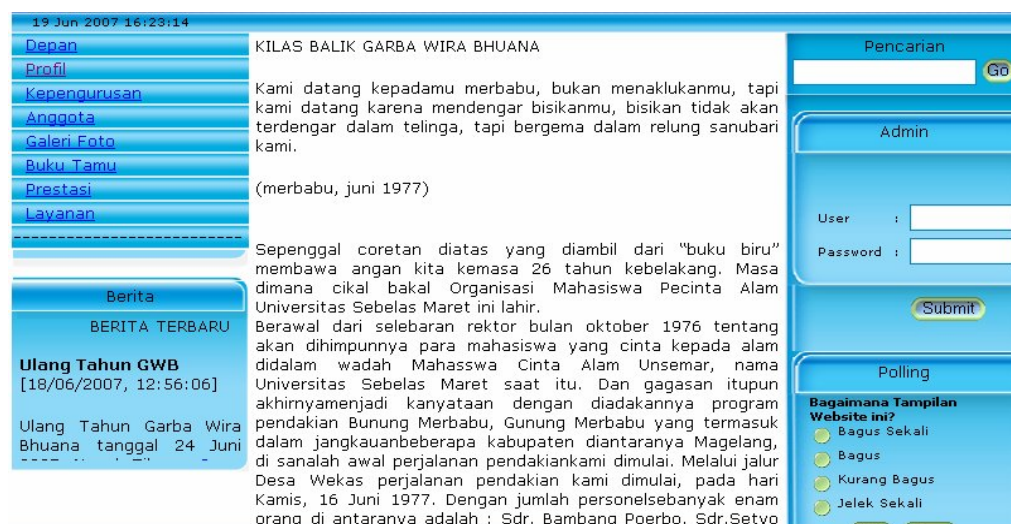 19 Jun 2007 16:23:14
Depan
Profil
Kepengurusan
Anggota
Galeri Foto
Buku Tamu
Prestasi
Layanan
Berita
BERITA TERBARU
Ulang Tahun GWB
[18/06/2007, 12:56:06]
Ulang Tahun Garba Wira
Bhuana tanggal 24 Juni
KILAS BALIK GARBA WIRA BHUANA
Kami datang kepadamu merbabu, bukan menaklukanmu, tapi
kami datang karena mendengar bisikanmu, bisikan tidak akan
terdengar dalam telinga, tapi bergema dalam relung sanubari
kami.
(merbabu, juni 1977)
Sepenggal coretan diatas yang diambil dari "buku biru"
membawa angan kita kemasa 26 tahun kebelakang. Masa
dimana cikal bakal Organisasi Mahasiswa Pecinta Alam
Universitas Sebelas Maret ini lahir.
Berawal dari selebaran rektor bulan oktober 1976 tentang
akan dihimpunnya para mahasiswa yang cinta kepada alam
didalam wadah Mahasswa Cinta Alam Unsemar, nama
Universitas Sebelas Maret saat itu. Dan gagasan itupun
akhirnyamenjadi kanyataan dengan diadakannya program
pendakian Bunung Merbabu, Gunung Merbabu yang termasuk
dalam jangkauanbeberapa kabupaten diantaranya Magelang,
di sanalah awal perjalanan pendakiankami dimulai. Melalui jalur
Desa Wekas perjalanan pendakian kami dimulai, pada hari
Kamis, 16 Juni 1977. Dengan jumlah personelsebanyak enam
orang di antaranya adalah : Sdr. Bambang Poerbo, Sdr.Setyo
Pencarian
Go
Admin
User :
Password :
Submit
Polling
Bagaimana Tampilan
Website ini?
Bagus Sekali
Bagus
Kurang Bagus
Jelek Sekali